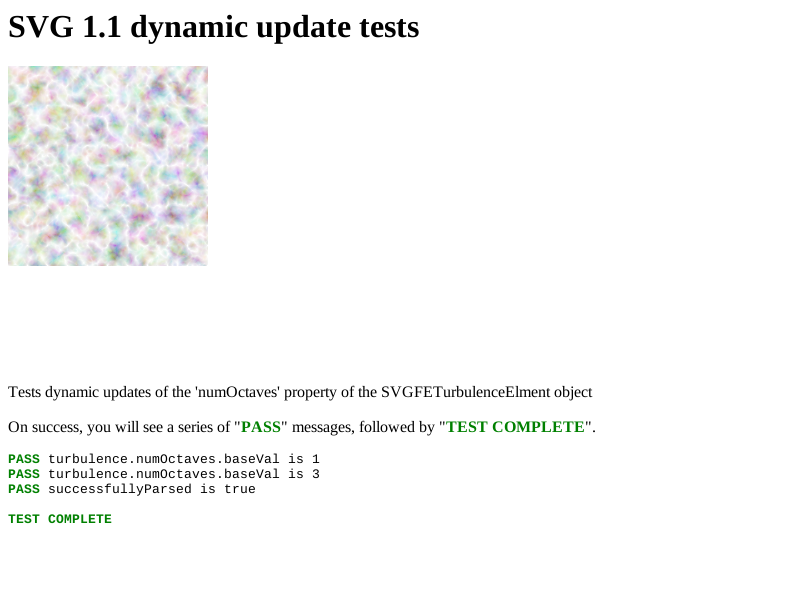 SVG 1.1 dynamic update tests
Tests dynamic updates of the 'numOctaves' property of the SVGFETurbulenceElment object
On success, you will see a series of "PASS" messages, followed by "TEST COMPLETE".
PASS turbulence.numOctaves.baseVal is 1
PASS turbulence.numOctaves.baseVal is 3
PASS successfullyParsed is true
TEST COMPLETE